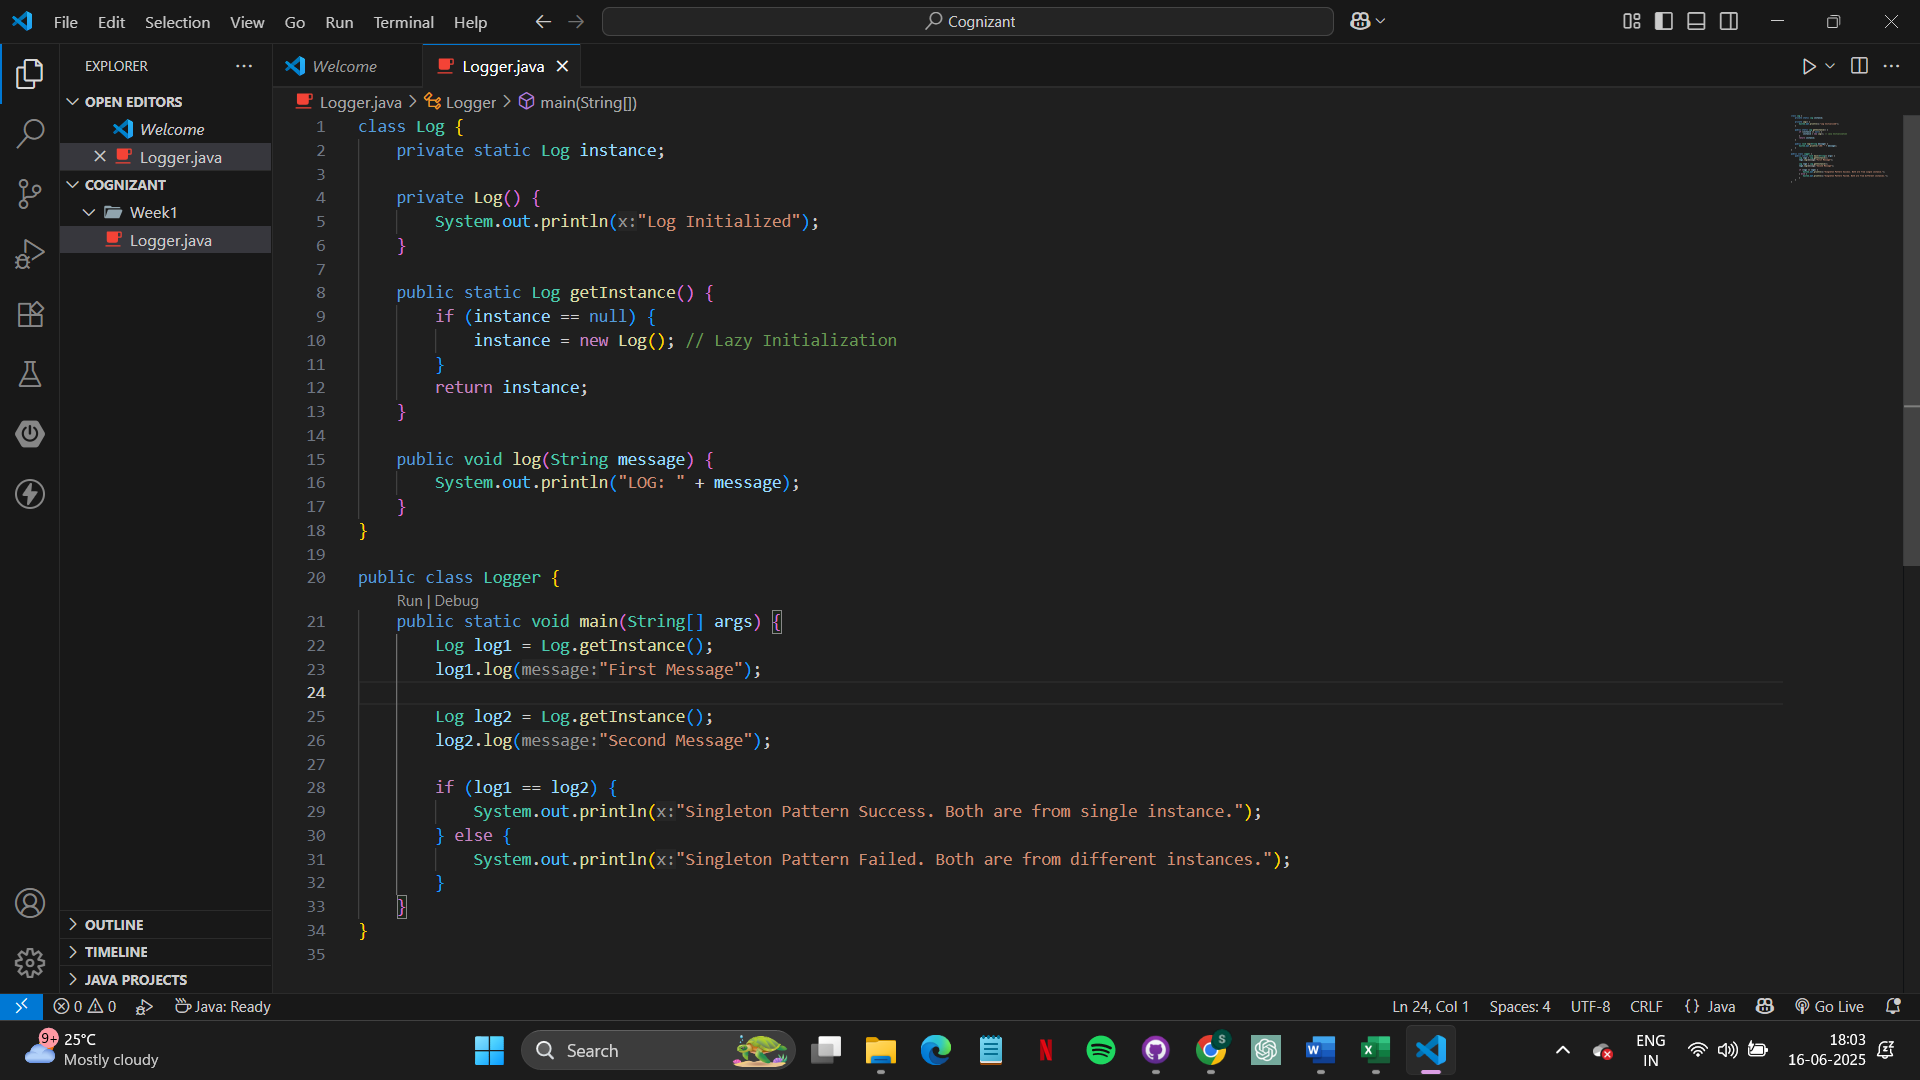 File Edit Selection View Go Run Terminal Help
Cognizant
EXPLORER
OPEN EDITORS
Welcome
Logger.java
COGNIZANT
Week1
Logger.java
OUTLINE
TIMELINE
JAVA PROJECTS
Welcome
Logger.java
Logger.java > Logger > main(String[])
1 class Log {
2 private static Log instance;
3
4 private Log() {
5 System.out.println(x:"Log Initialized");
6 }
7
8 public static Log getInstance() {
9 if (instance == null) {
10 instance = new Log(); // Lazy Initialization
11 }
12 return instance;
13 }
14
15 public void log(String message) {
16 System.out.println("LOG: " + message);
17 }
18 }
19
20 public class Logger {
Run | Debug
21 public static void main(String[] args) {
22 Log log1 = Log.getInstance();
23 log1.log(message:"First Message");
24
25 Log log2 = Log.getInstance();
26 log2.log(message:"Second Message");
27
28 if (log1 == log2) {
29 System.out.println(x:"Singleton Pattern Success. Both are from single instance.");
30 } else {
31 System.out.println(x:"Singleton Pattern Failed. Both are from different instances.");
32 }
33 }
34 }
35
0 0 Java: Ready
Ln 24, Col 1 Spaces: 4 UTF-8 CRLF {} Java Go Live
9+
25°C
Mostly cloudy
Search
S
ENG
IN
18:03
16-06-2025